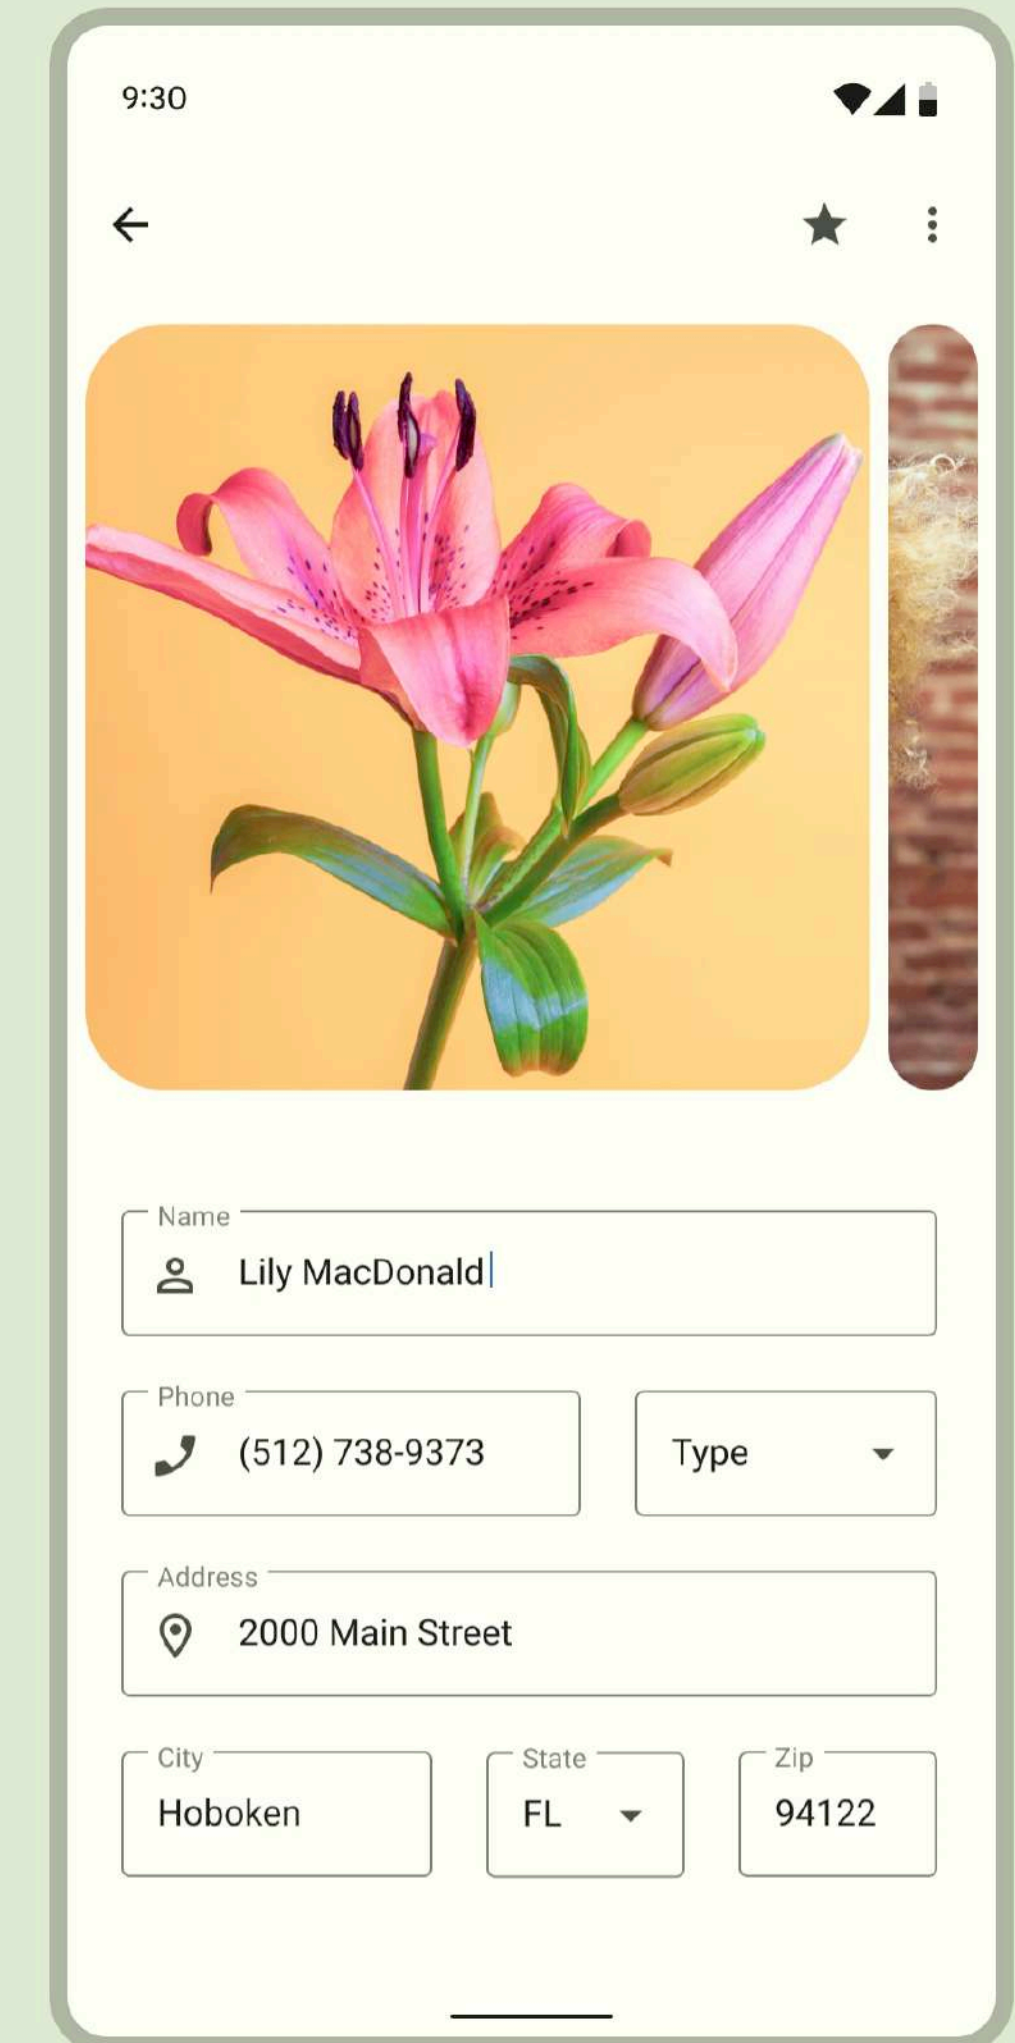 9:30
Name
Lily MacDonald
Phone
(512) 738-9373
Type
Address
2000 Main Street
City
Hoboken
State
FL
Zip
94122